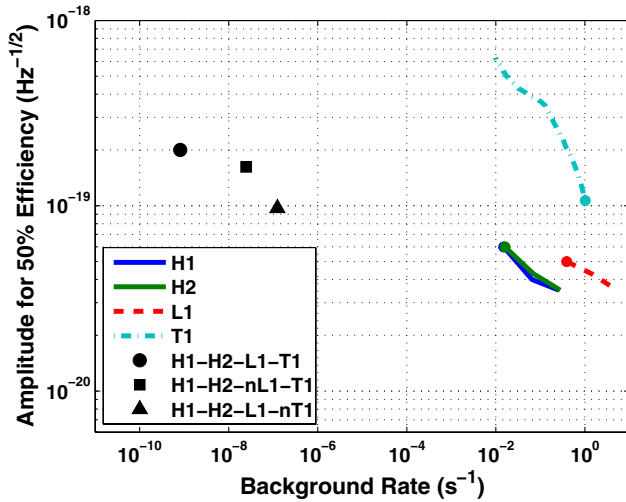 Amplitude for 50% Efficiency (Hz⁻¹/²)
10⁻¹⁸
10⁻¹⁹
10⁻²⁰
H1
H2
L1
T1
H1−H2−L1−T1
H1−H2−nL1−T1
H1−H2−L1−nT1
10⁻¹⁰ 10⁻⁸ 10⁻⁶ 10⁻⁴ 10⁻² 10⁰
Background Rate (s⁻¹)